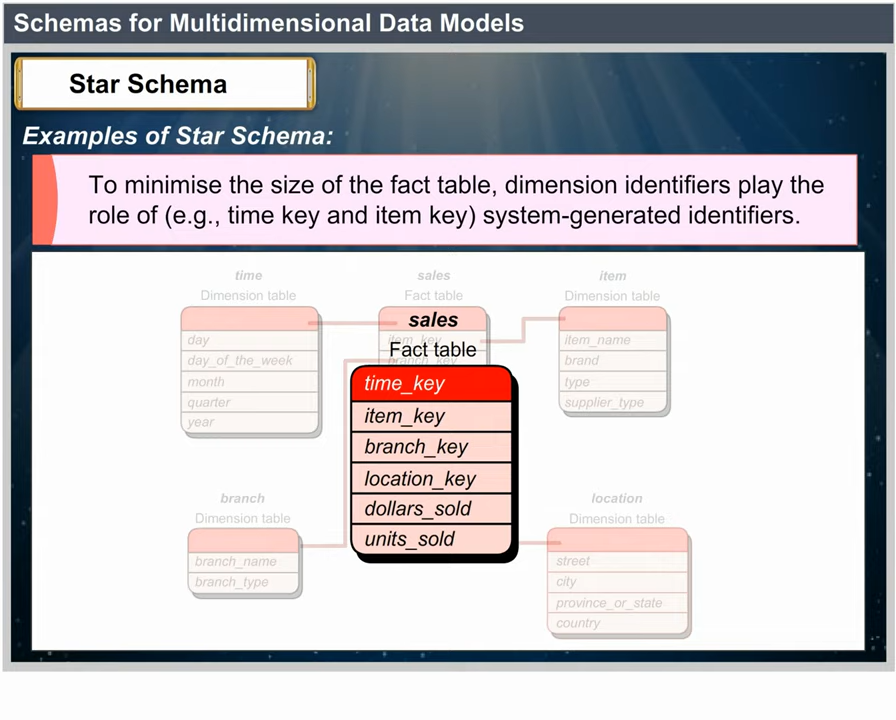 Schemas for Multidimensional Data Models
Star Schema
Examples of Star Schema:
To minimise the size of the fact table, dimension identifiers play the
role of (e.g., time key and item key) system-generated identifiers.
time
Dimension table
day
day_of_the_week
month
quarter
year
sales
Fact table
item_key
branch_key
item
Dimension table
item_name
brand
type
supplier_type
sales
Fact table
time_key
item_key
branch_key
location_key
dollars_sold
units_sold
branch
Dimension table
branch_name
branch_type
location
Dimension table
street
city
province_or_state
country